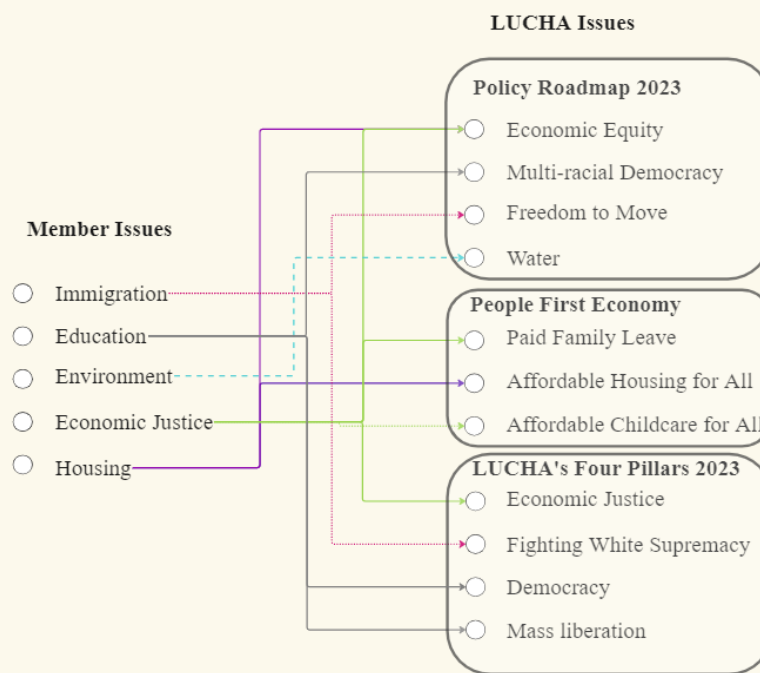 LUCHA Issues
Policy Roadmap 2023
Economic Equity
Multi-racial Democracy
Freedom to Move
Water
Member Issues
Immigration
Education
Environment
Economic Justice
Housing
People First Economy
Paid Family Leave
Affordable Housing for All
Affordable Childcare for All
LUCHA's Four Pillars 2023
Economic Justice
Fighting White Supremacy
Democracy
Mass liberation